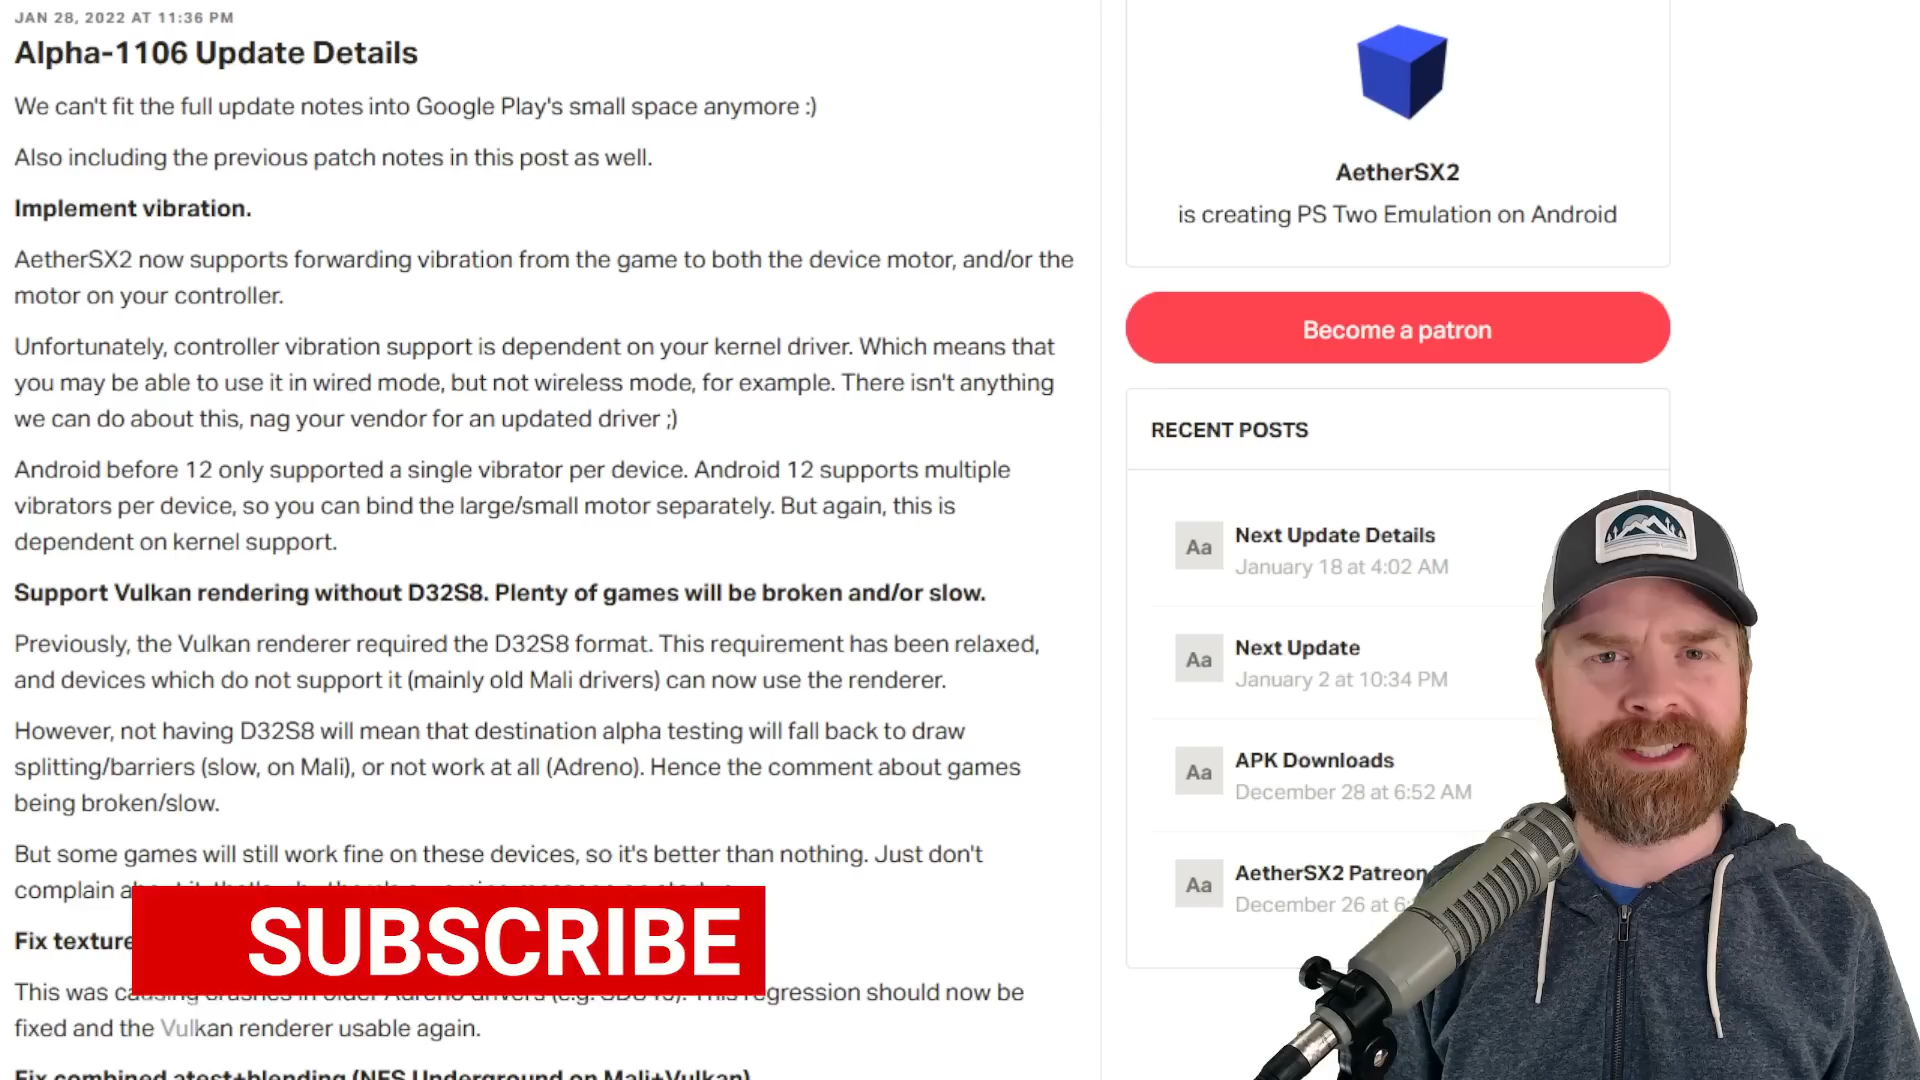 JAN 28, 2022 AT 11:36 PM
Alpha-1106 Update Details
We can't fit the full update notes into Google Play's small space anymore :)
Also including the previous patch notes in this post as well.
Implement vibration.
AetherSX2 now supports forwarding vibration from the game to both the device motor, and/or the
motor on your controller.
Unfortunately, controller vibration support is dependent on your kernel driver. Which means that
you may be able to use it in wired mode, but not wireless mode, for example. There isn't anything
we can do about this, nag your vendor for an updated driver ;)
Android before 12 only supported a single vibrator per device. Android 12 supports multiple
vibrators per device, so you can bind the large/small motor separately. But again, this is
dependent on kernel support.
Support Vulkan rendering without D32S8. Plenty of games will be broken and/or slow.
Previously, the Vulkan renderer required the D32S8 format. This requirement has been relaxed,
and devices which do not support it (mainly old Mali drivers) can now use the renderer.
However, not having D32S8 will mean that destination alpha testing will fall back to draw
splitting/barriers (slow, on Mali), or not work at all (Adreno). Hence the comment about games
being broken/slow.
But some games will still work fine on these devices, so it's better than nothing. Just don't
complain
Fix texture
SUBSCRIBE
This was regression should now be
fixed and the Vulkan renderer usable again.
Fix combined atest+blending (NFS Underground on Mali+Vulkan)
AetherSX2
is creating PS Two Emulation on Android
Become a patron
RECENT POSTS
Aa
Next Update Details
January 18 at 4:02 AM
Aa
Next Update
January 2 at 10:34 PM
Aa
APK Downloads
December 28 at 6:52 AM
Aa
AetherSX2 Patreon
December 26 at